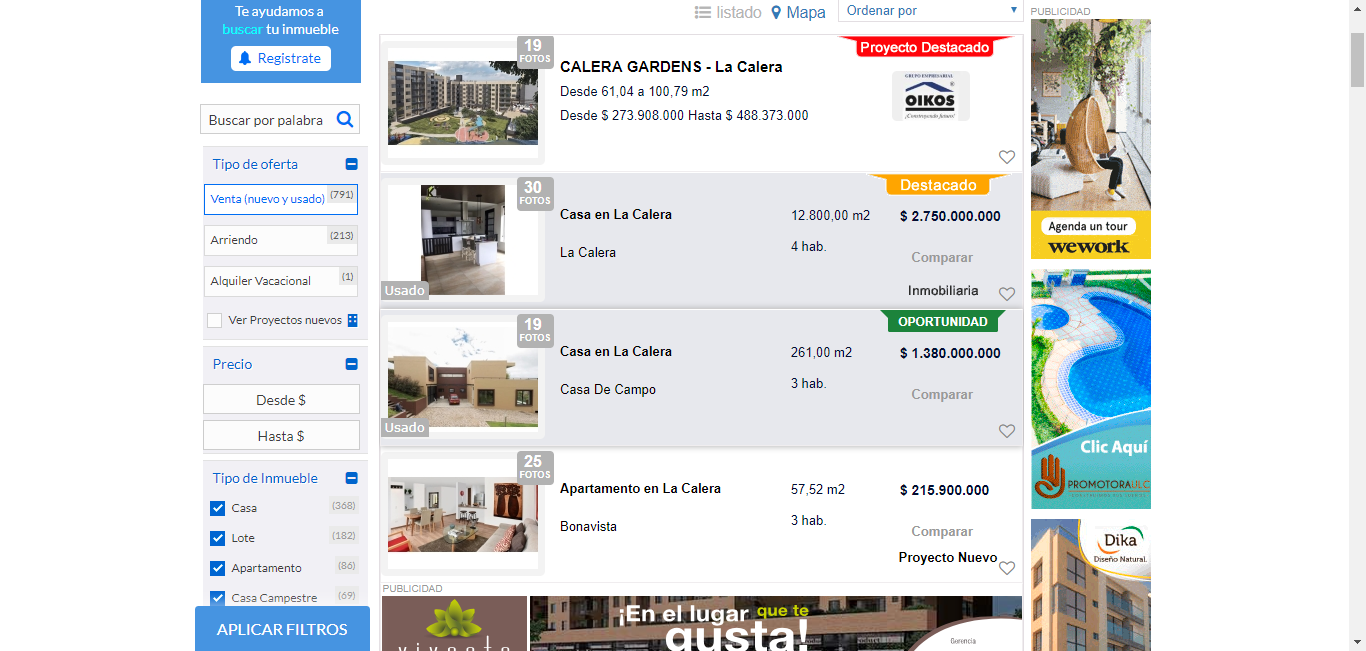 Te ayudamos a
buscar tu inmueble
Registrate
Buscar por palabra
Tipo de oferta
Venta (nuevo y usado) (791)
Arriendo (213)
Alquiler Vacacional (1)
Ver Proyectos nuevos
Precio
Desde $
Hasta $
Tipo de Inmueble
Casa (368)
Lote (182)
Apartamento (86)
Casa Campestre (69)
APLICAR FILTROS
listado Mapa Ordenar por
19
FOTOS
Proyecto Destacado
CALERA GARDENS - La Calera
Desde 61,04 a 100,79 m2
Desde $ 273.908.000 Hasta $ 488.373.000
GRUPO EMPRESARIAL
OIKOS
¡Construyendo futuro!
30
FOTOS
Destacado
Casa en La Calera 12.800,00 m2 $ 2.750.000.000
La Calera 4 hab.
Comparar
Usado
Inmobiliaria
19
FOTOS
OPORTUNIDAD
Casa en La Calera 261,00 m2 $ 1.380.000.000
Casa De Campo 3 hab.
Comparar
Usado
25
FOTOS
Apartamento en La Calera 57,52 m2 $ 215.900.000
Bonavista 3 hab.
Comparar
Proyecto Nuevo
PUBLICIDAD
¡En el lugar que te
gusta!
Gerencia
PUBLICIDAD
Agenda un tour
wework
Clic Aquí
PROMOTORAULC
Dika
Diseño Natural.